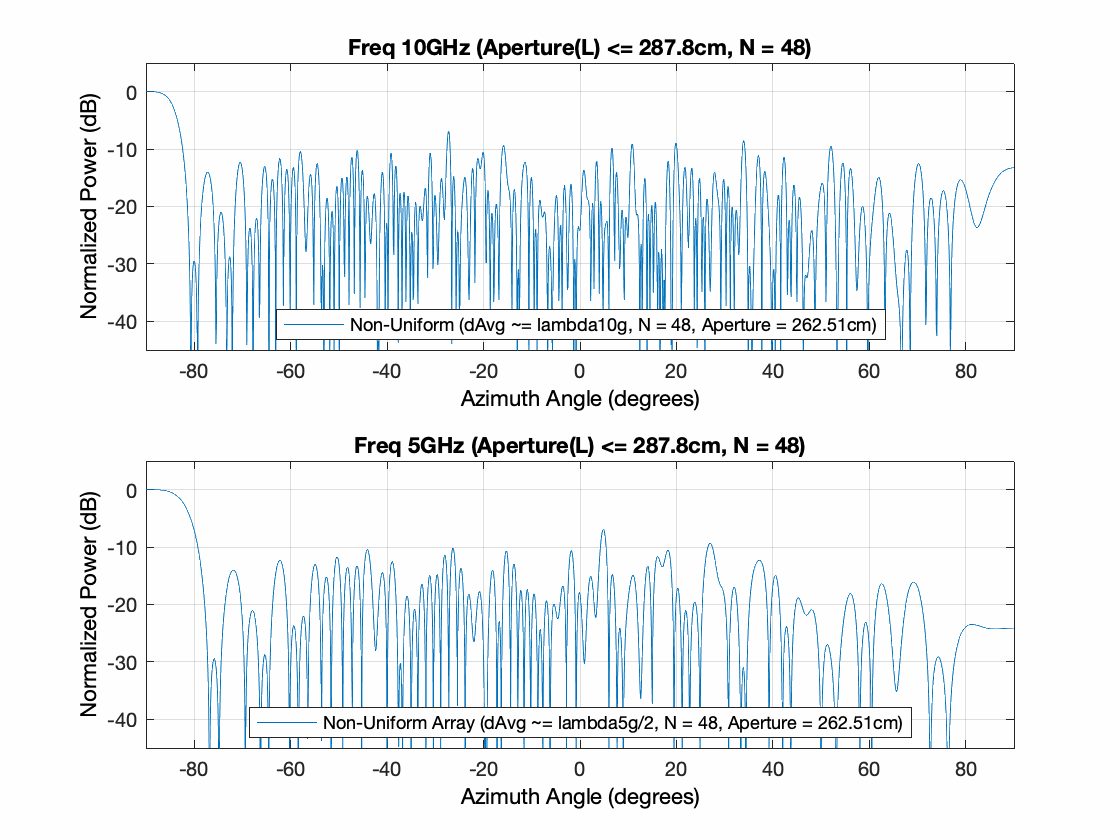 Freq 10GHz (Aperture(L) <= 287.8cm, N = 48)
Normalized Power (dB)
0
-10
-20
-30
-40
Non-Uniform (dAvg ~= lambda10g, N = 48, Aperture = 262.51cm)
-80 -60 -40 -20 0 20 40 60 80
Azimuth Angle (degrees)
Freq 5GHz (Aperture(L) <= 287.8cm, N = 48)
Normalized Power (dB)
0
-10
-20
-30
-40
Non-Uniform Array (dAvg ~= lambda5g/2, N = 48, Aperture = 262.51cm)
-80 -60 -40 -20 0 20 40 60 80
Azimuth Angle (degrees)